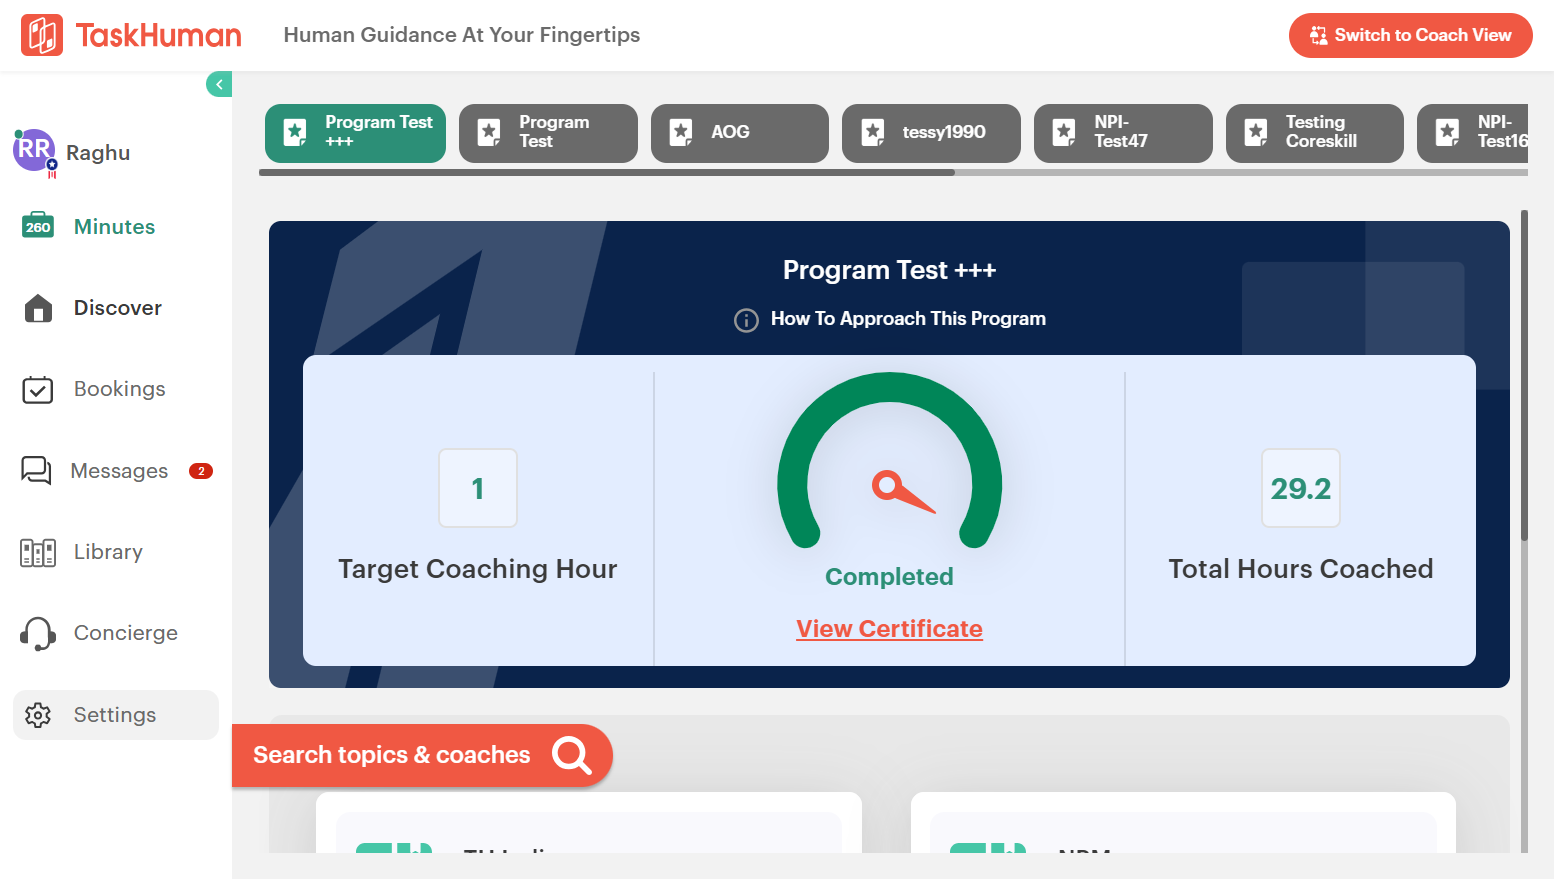 TaskHuman
Human Guidance At Your Fingertips
Switch to Coach View
RR
Raghu
260
Minutes
Discover
Bookings
Messages
2
Library
Concierge
Settings
Program Test
+++
Program
Test
AOG
tessy1990
NPI-
Test47
Testing
Coreskill
NPI-
Test16
Program Test +++
How To Approach This Program
1
Target Coaching Hour
Completed
View Certificate
29.2
Total Hours Coached
Search topics & coaches